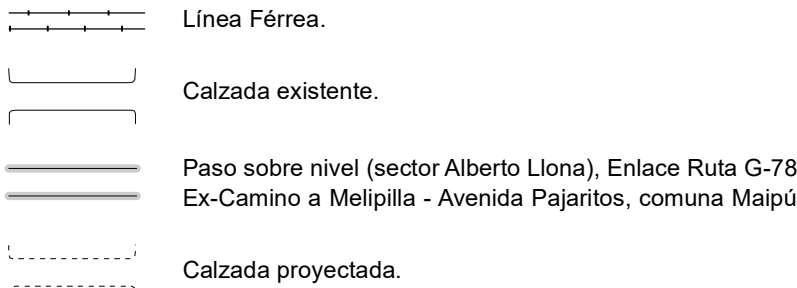 Línea Férrea.
Calzada existente.
Paso sobre nivel (sector Alberto Llona), Enlace Ruta G-78
Ex-Camino a Melipilla - Avenida Pajaritos, comuna Maipú
Calzada proyectada.